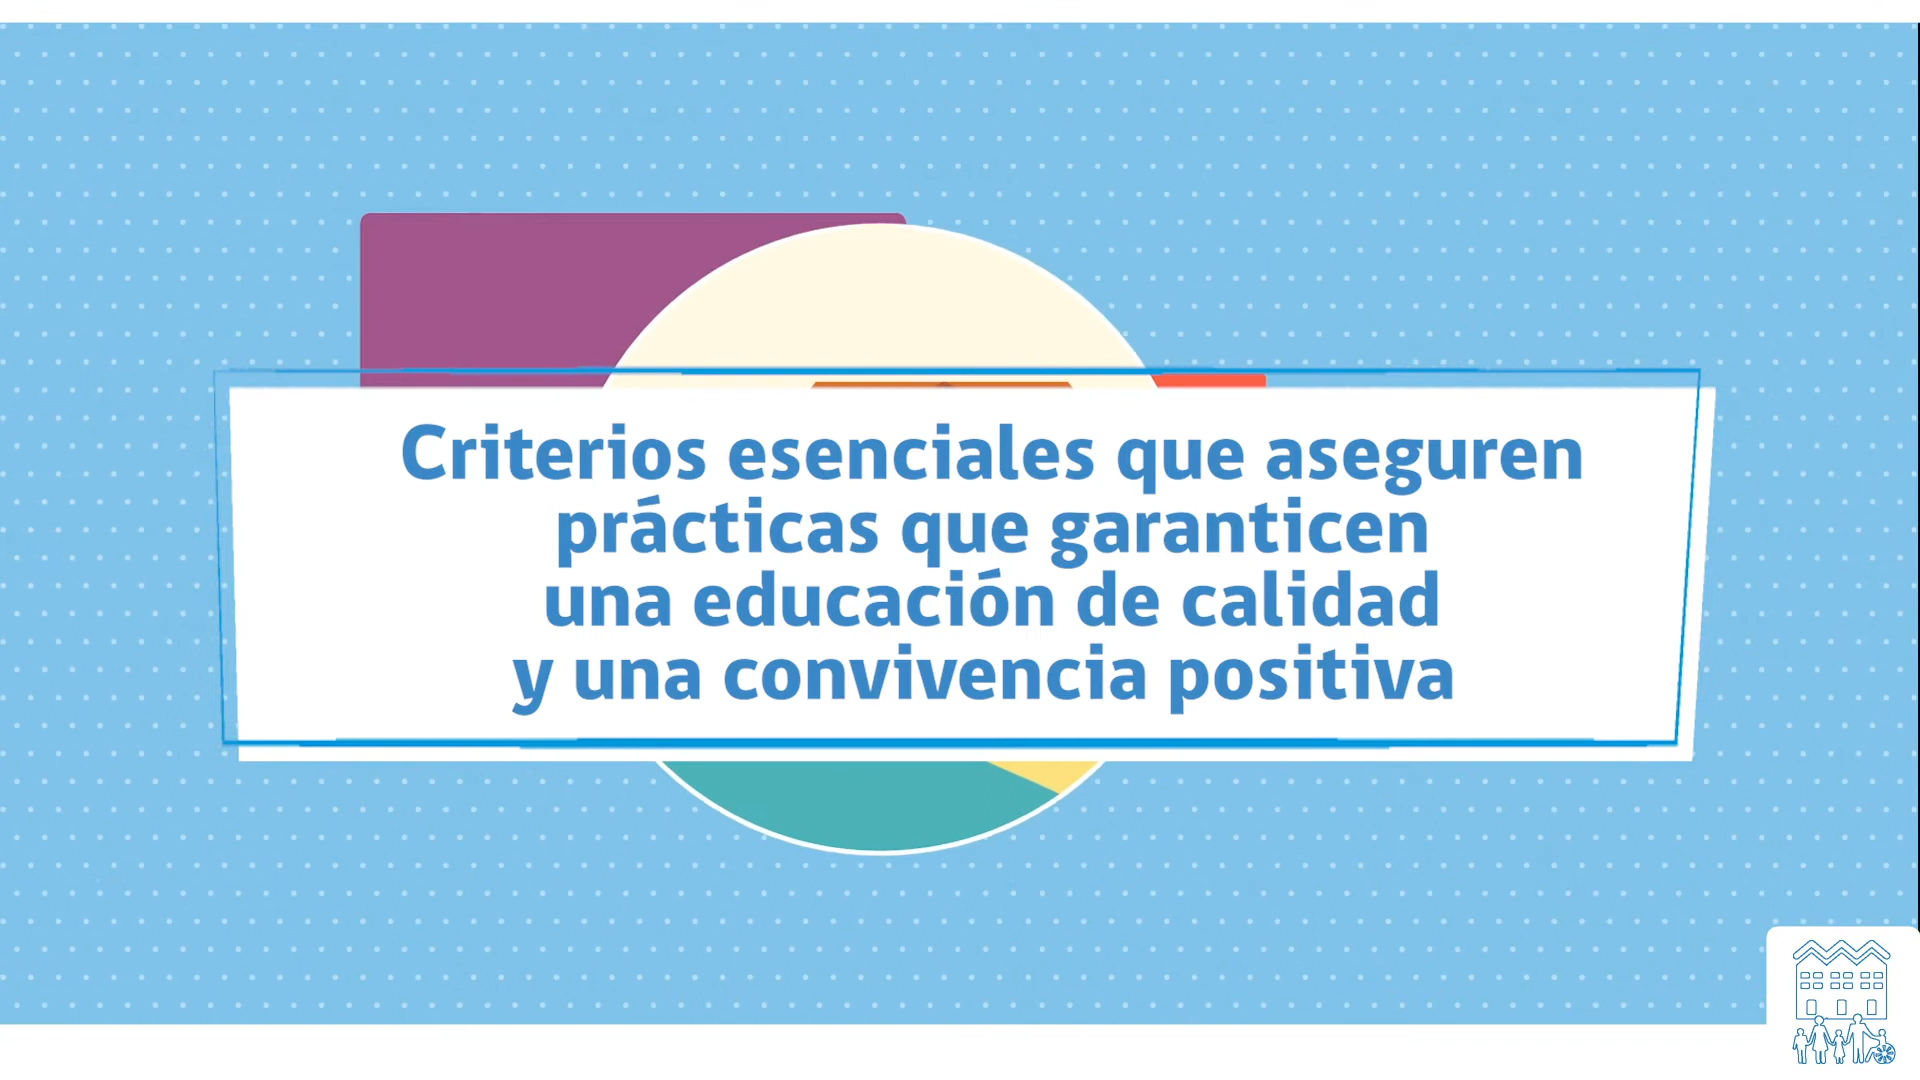 Criterios esenciales que aseguren
prácticas que garanticen
una educación de calidad
y una convivencia positiva